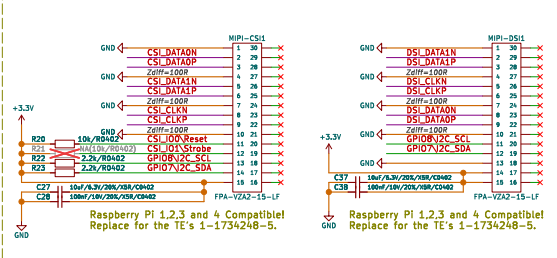 MIPI-CSI1
GND 1 30
CSI_DATA0N 2 29
CSI_DATA0P 3 28
GND Zdiff=100R 4 27
CSI_DATA1N 5 26
CSI_DATA1P 6 25
GND Zdiff=100R 7 24
CSI_CLKN 8 23
CSI_CLKP 9 22
GND Zdiff=100R 10 21
+3.3V
R20 10k/R0402 CSI_IO0\Reset 11 20
R21 NA(10k/R0402) CSI_IO1\Strobe 12 19
R22 2.2k/R0402 GPIO8\I2C_SCL 13 18
R23 2.2k/R0402 GPIO7\I2C_SDA 14 17
15 16
C27 10uF/6.3V/20%/X5R/C0402
C28 100nF/10V/20%/X5R/C0402
FPA-VZA2-15-LF
GND
Raspberry Pi 1,2,3 and 4 Compatible!
Replace for the TE's 1-1734248-5.
MIPI-DSI1
GND 1 30
DSI_DATA1N 2 29
DSI_DATA1P 3 28
GND Zdiff=100R 4 27
DSI_CLKN 5 26
DSI_CLKP 6 25
GND Zdiff=100R 7 24
DSI_DATA0N 8 23
DSI_DATA0P 9 22
GND Zdiff=100R 10 21
+3.3V
GPIO8\I2C_SCL 11 20
GPIO7\I2C_SDA 12 19
GND 13 18
14 17
15 16
C37 10uF/6.3V/20%/X5R/C0402
C38 100nF/10V/20%/X5R/C0402
FPA-VZA2-15-LF
GND
Raspberry Pi 1,2,3 and 4 Compatible!
Replace for the TE's 1-1734248-5.